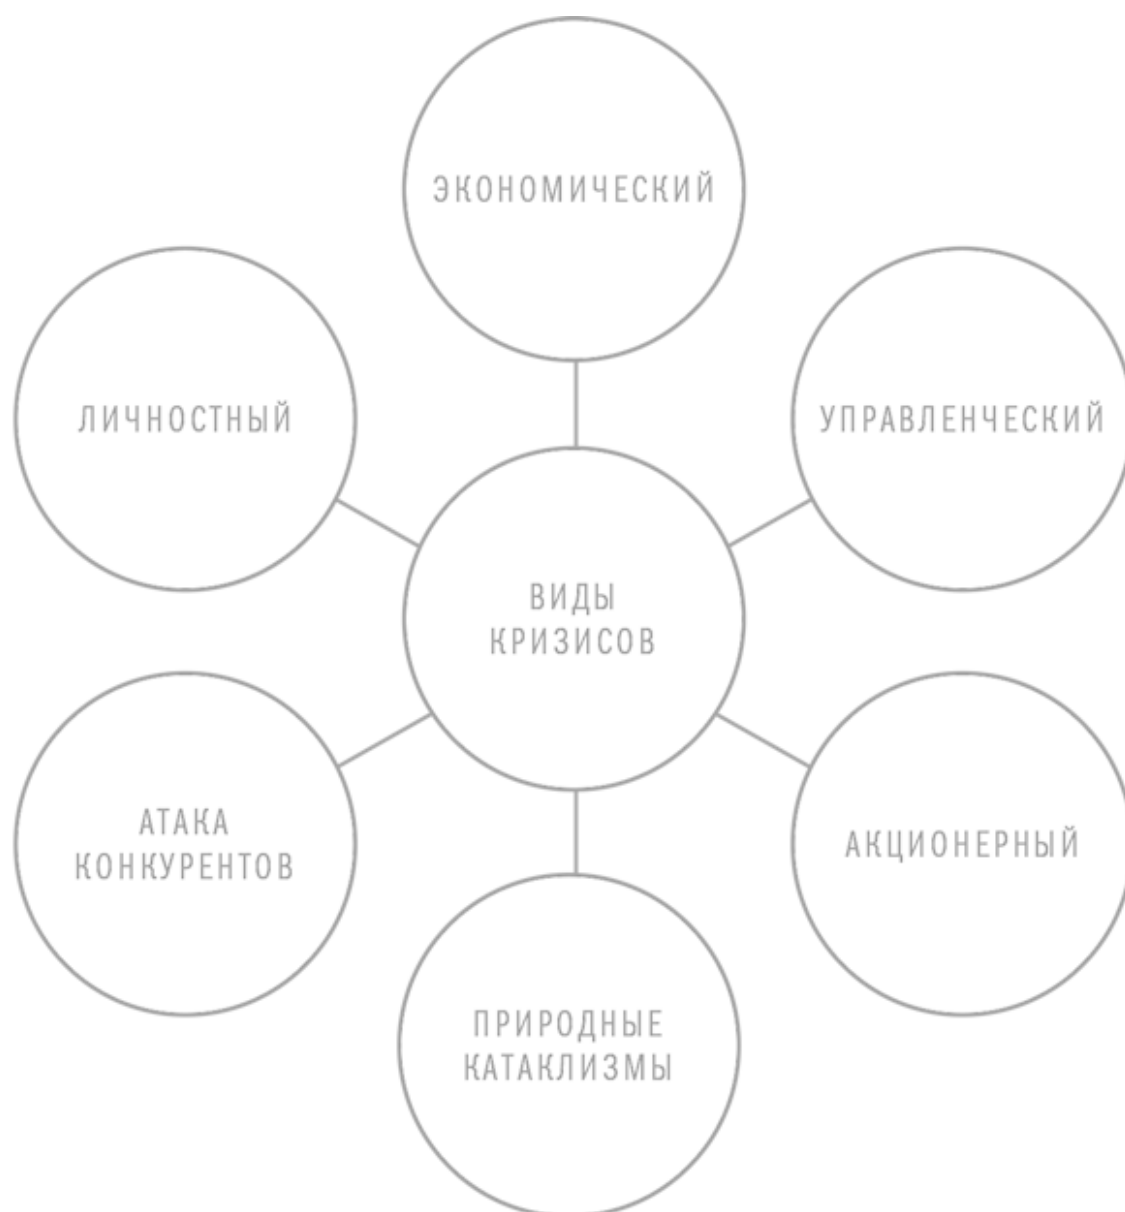 ЭКОНОМИЧЕСКИЙ
ЛИЧНОСТНЫЙ
УПРАВЛЕНЧЕСКИЙ
ВИДЫ
КРИЗИСОВ
АТАКА
КОНКУРЕНТОВ
АКЦИОНЕРНЫЙ
ПРИРОДНЫЕ
КАТАКЛИЗМЫ